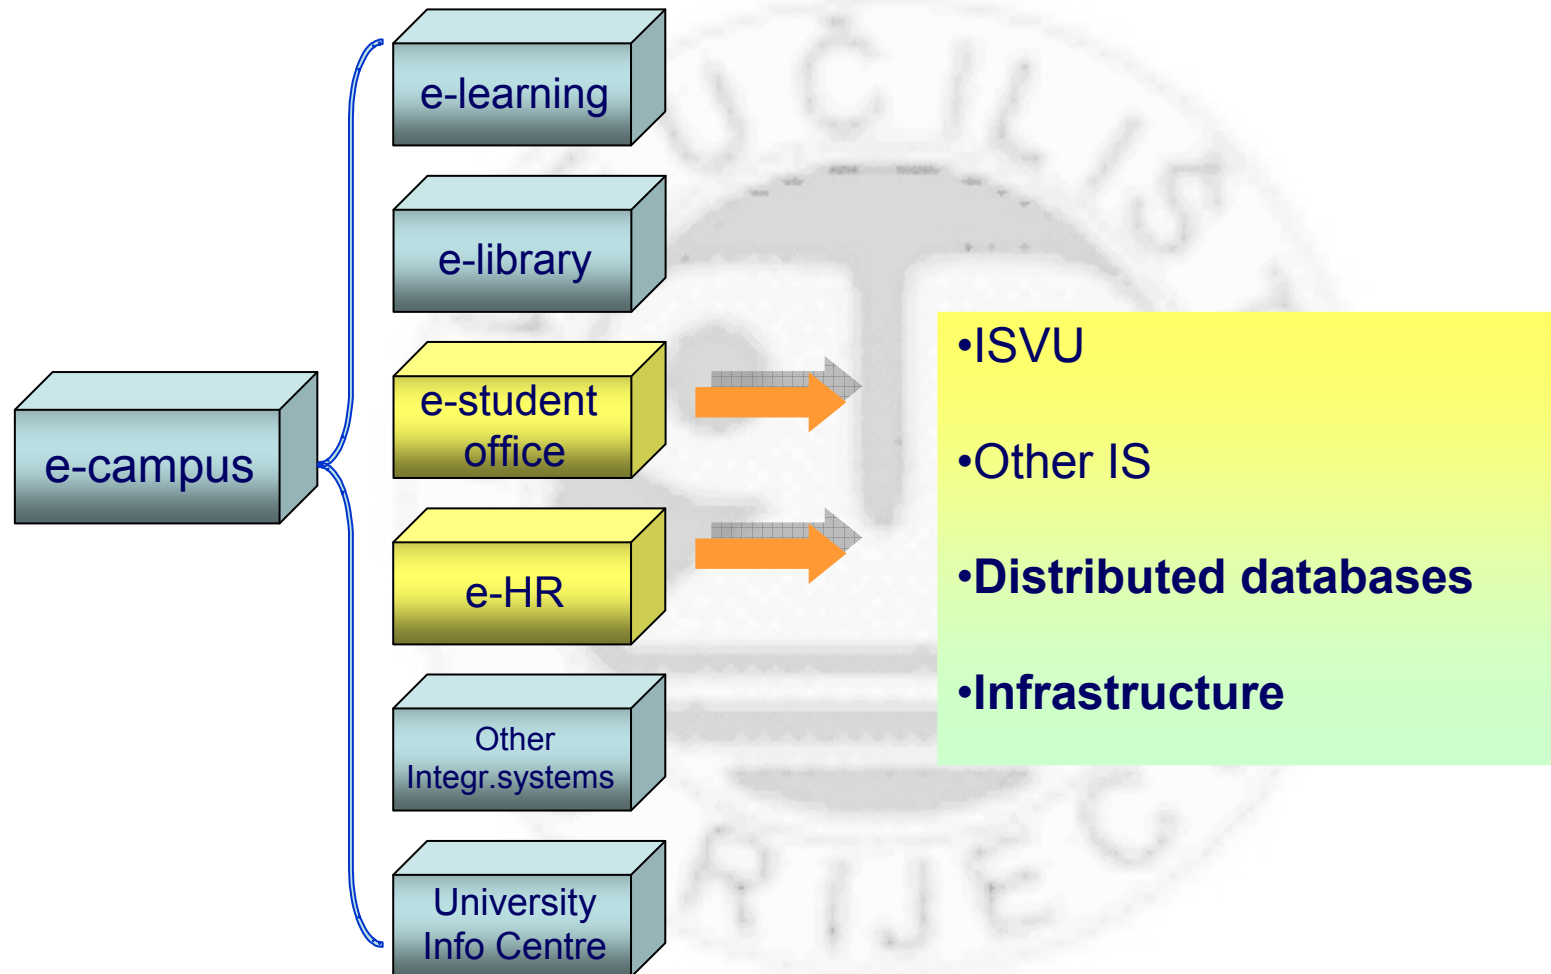 e-campus
e-learning
e-library
e-student
office
e-HR
Other
Integr.systems
University
Info Centre
•ISVU
•Other IS
•Distributed databases
•Infrastructure